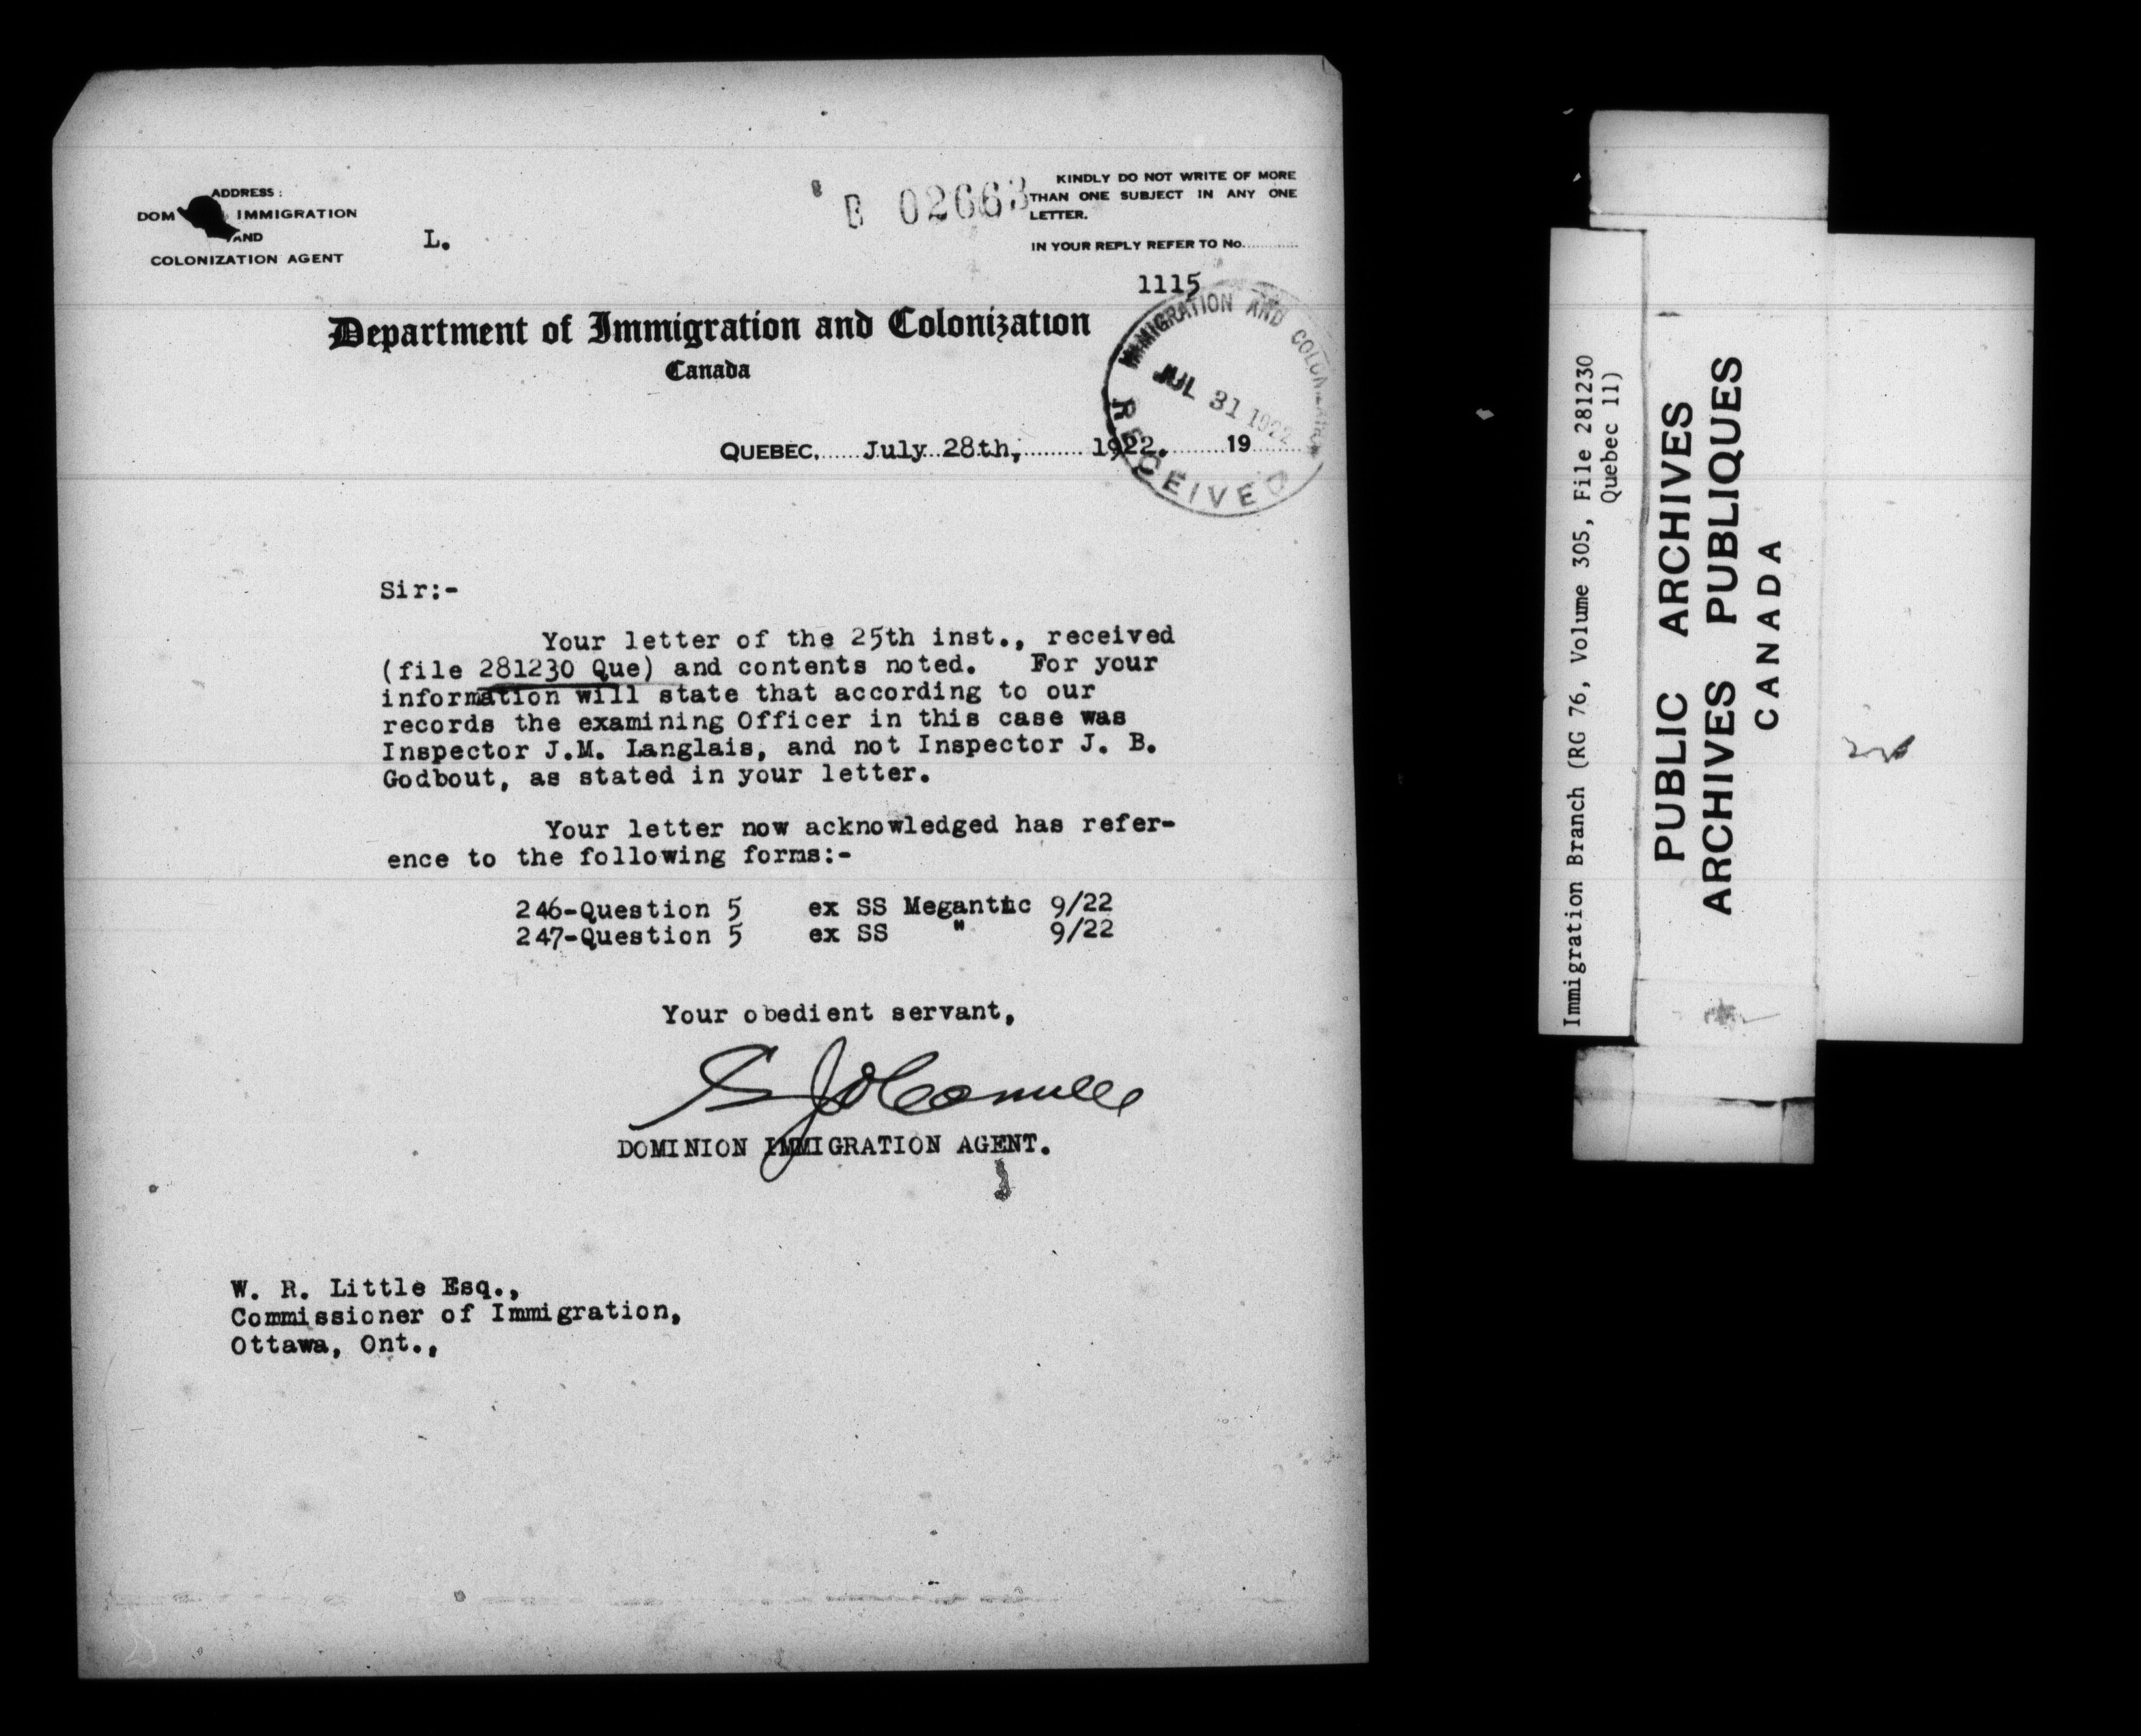 ADDRESS:
DOM IMMIGRATION
AND
COLONIZATION AGENT
L.
B 02663
KINDLY DO NOT WRITE OF MORE
THAN ONE SUBJECT IN ANY ONE
LETTER.
IN YOUR REPLY REFER TO No.
1115
Department of Immigration and Colonization
Canada
IMMIGRATION AND COLONIZATION
JUL 31 1922
RECEIVED
QUEBEC, July 28th, 1922. 19
Sir:-
Your letter of the 25th inst., received
(file 281230 Que) and contents noted. For your
information will state that according to our
records the examining Officer in this case was
Inspector J.M. Langlais, and not Inspector J. B.
Godbout, as stated in your letter.
Your letter now acknowledged has refer-
ence to the following forms:-
246-Question 5 ex SS Megantic 9/22
247-Question 5 ex SS " 9/22
Your obedient servant,
DOMINION IMMIGRATION AGENT.
W. R. Little Esq.,
Commissioner of Immigration,
Ottawa, Ont.,
Immigration Branch (RG 76, Volume 305, File 281230
Quebec 11)
PUBLIC ARCHIVES
ARCHIVES PUBLIQUES
CANADA